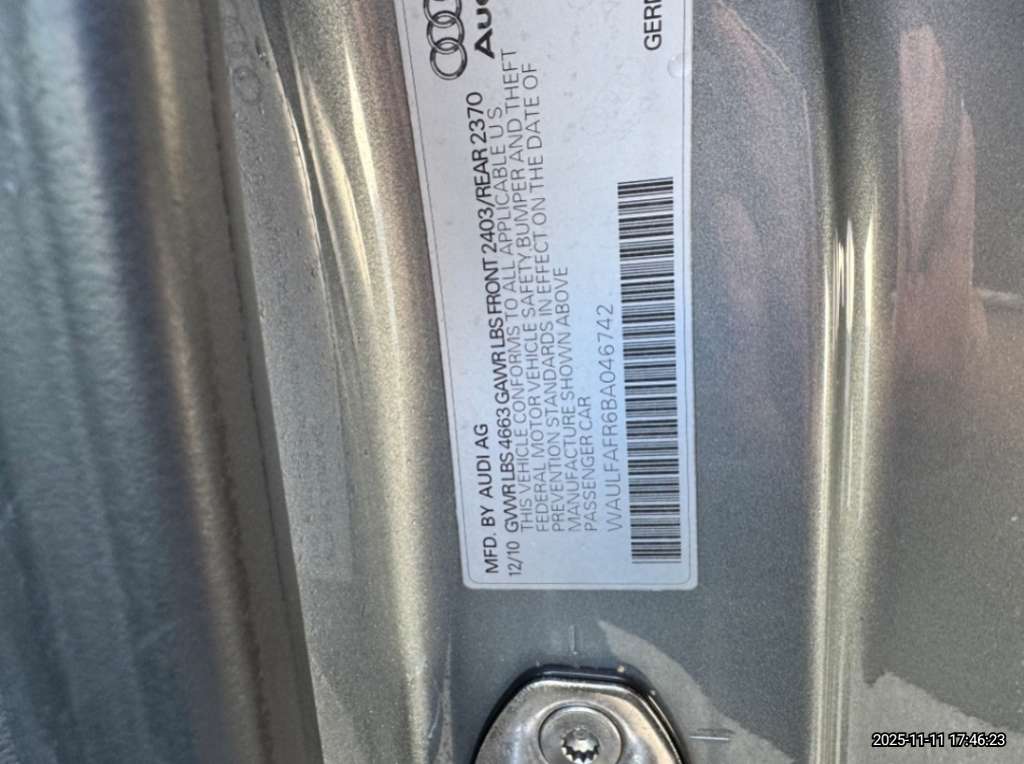 AUD
GERM
MFD. BY AUDI AG
12/10 GVWR LBS 4663 GAWR LBS FRONT 2403/REAR 2370
THIS VEHICLE CONFORMS TO ALL APPLICABLE U S
FEDERAL MOTOR VEHICLE SAFETY, BUMPER AND THEFT
PREVENTION STANDARDS IN EFFECT ON THE DATE OF
MANUFACTURE SHOWN ABOVE
PASSENGER CAR
WAULFAFR6BA046742
2025-11-11 17:46:23